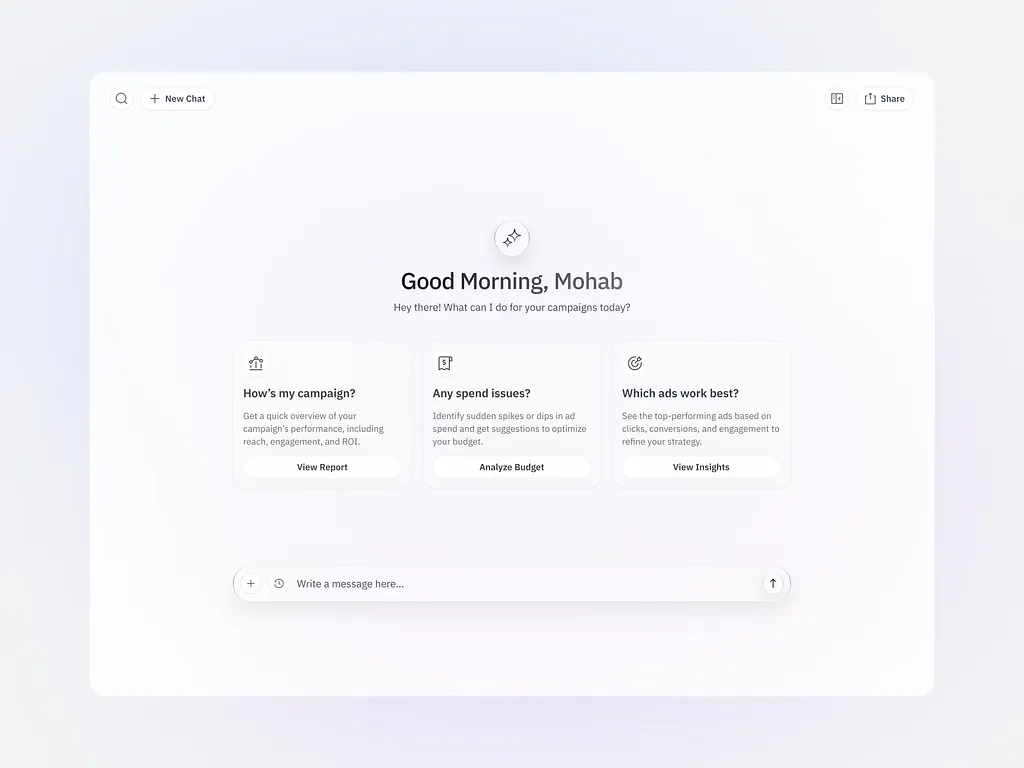 New Chat
Share
Good Morning, Mohab
Hey there! What can I do for your campaigns today?
How's my campaign?
Get a quick overview of your
campaign's performance, including
reach, engagement, and ROI.
View Report
Any spend issues?
Identify sudden spikes or dips in ad
spend and get suggestions to optimize
your budget.
Analyze Budget
Which ads work best?
See the top-performing ads based on
clicks, conversions, and engagement to
refine your strategy.
View Insights
Write a message here...